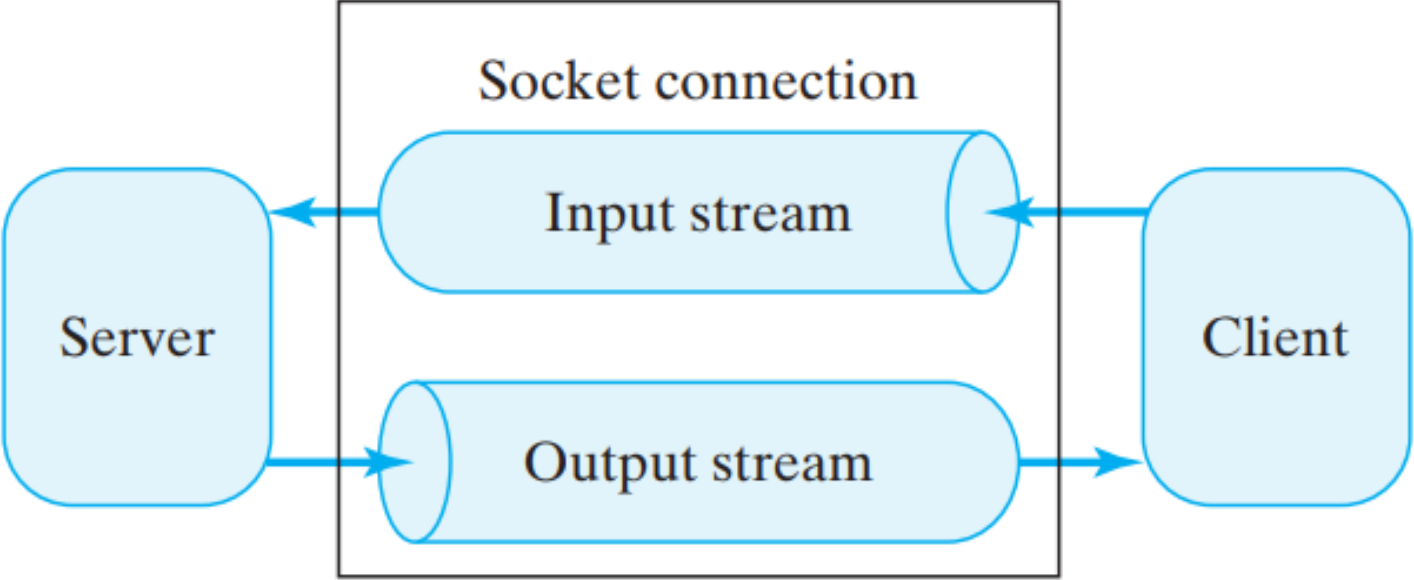 Socket connection
Input stream
Server
Client
Output stream